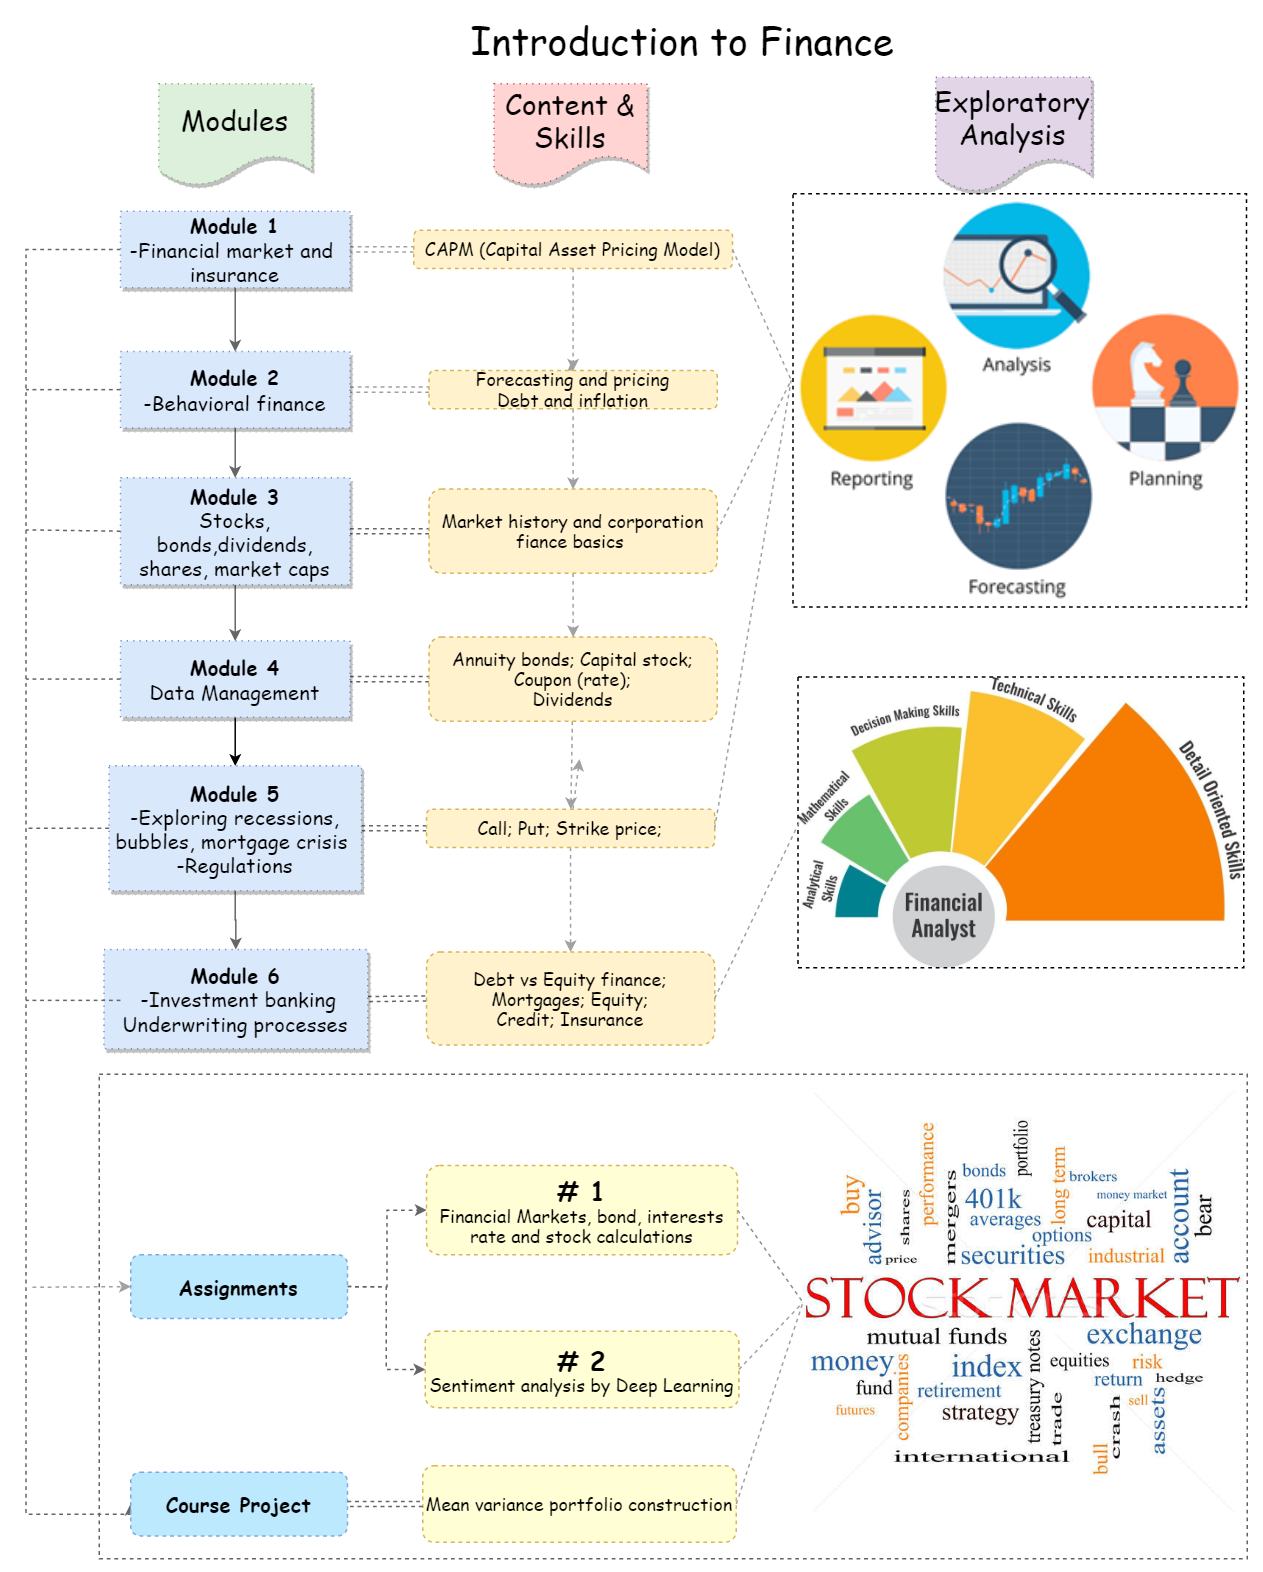 Introduction to Finance
Modules
Content &
Skills
Exploratory
Analysis
Module 1
-Financial market and
insurance
CAPM (Capital Asset Pricing Model)
Module 2
-Behavioral finance
Forecasting and pricing
Debt and inflation
Module 3
Stocks,
bonds,dividends,
shares, market caps
Market history and corporation
fiance basics
Module 4
Data Management
Annuity bonds; Capital stock;
Coupon (rate);
Dividends
Module 5
-Exploring recessions,
bubbles, mortgage crisis
-Regulations
Call; Put; Strike price;
Module 6
-Investment banking
Underwriting processes
Debt vs Equity finance;
Mortgages; Equity;
Credit; Insurance
Analysis
Reporting
Planning
Forecasting
Analytical
Skills
Mathematical
Skills
Decision Making Skills
Technical Skills
Detail Oriented Skills
Financial
Analyst
Assignments
# 1
Financial Markets, bond, interests
rate and stock calculations
# 2
Sentiment analysis by Deep Learning
Course Project
Mean variance portfolio construction
buy
advisor
shares
price
performance
mergers
bonds
401k
averages
securities
portfolio
long term
options
brokers
money market
capital
industrial
account
bear
STOCK MARKET
mutual funds
exchange
money
companies
index
treasury notes
equities
risk
return
hedge
fund
retirement
futures
strategy
trade
sell
assets
crash
bull
international